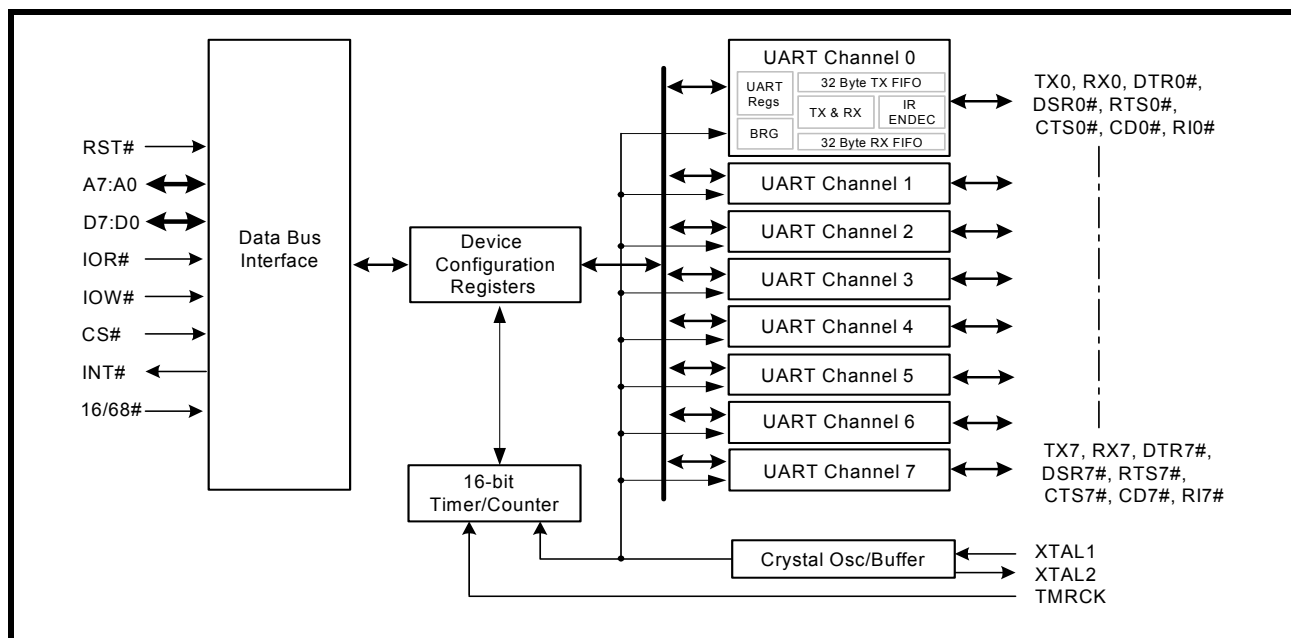 RST#
A7:A0
D7:D0
IOR#
IOW#
CS#
INT#
16/68#
Data Bus
Interface
Device
Configuration
Registers
16-bit
Timer/Counter
UART Channel 0
UART
Regs
BRG
32 Byte TX FIFO
TX & RX
IR
ENDEC
32 Byte RX FIFO
UART Channel 1
UART Channel 2
UART Channel 3
UART Channel 4
UART Channel 5
UART Channel 6
UART Channel 7
Crystal Osc/Buffer
TX0, RX0, DTR0#,
DSR0#, RTS0#,
CTS0#, CD0#, RI0#
TX7, RX7, DTR7#,
DSR7#, RTS7#,
CTS7#, CD7#, RI7#
XTAL1
XTAL2
TMRCK